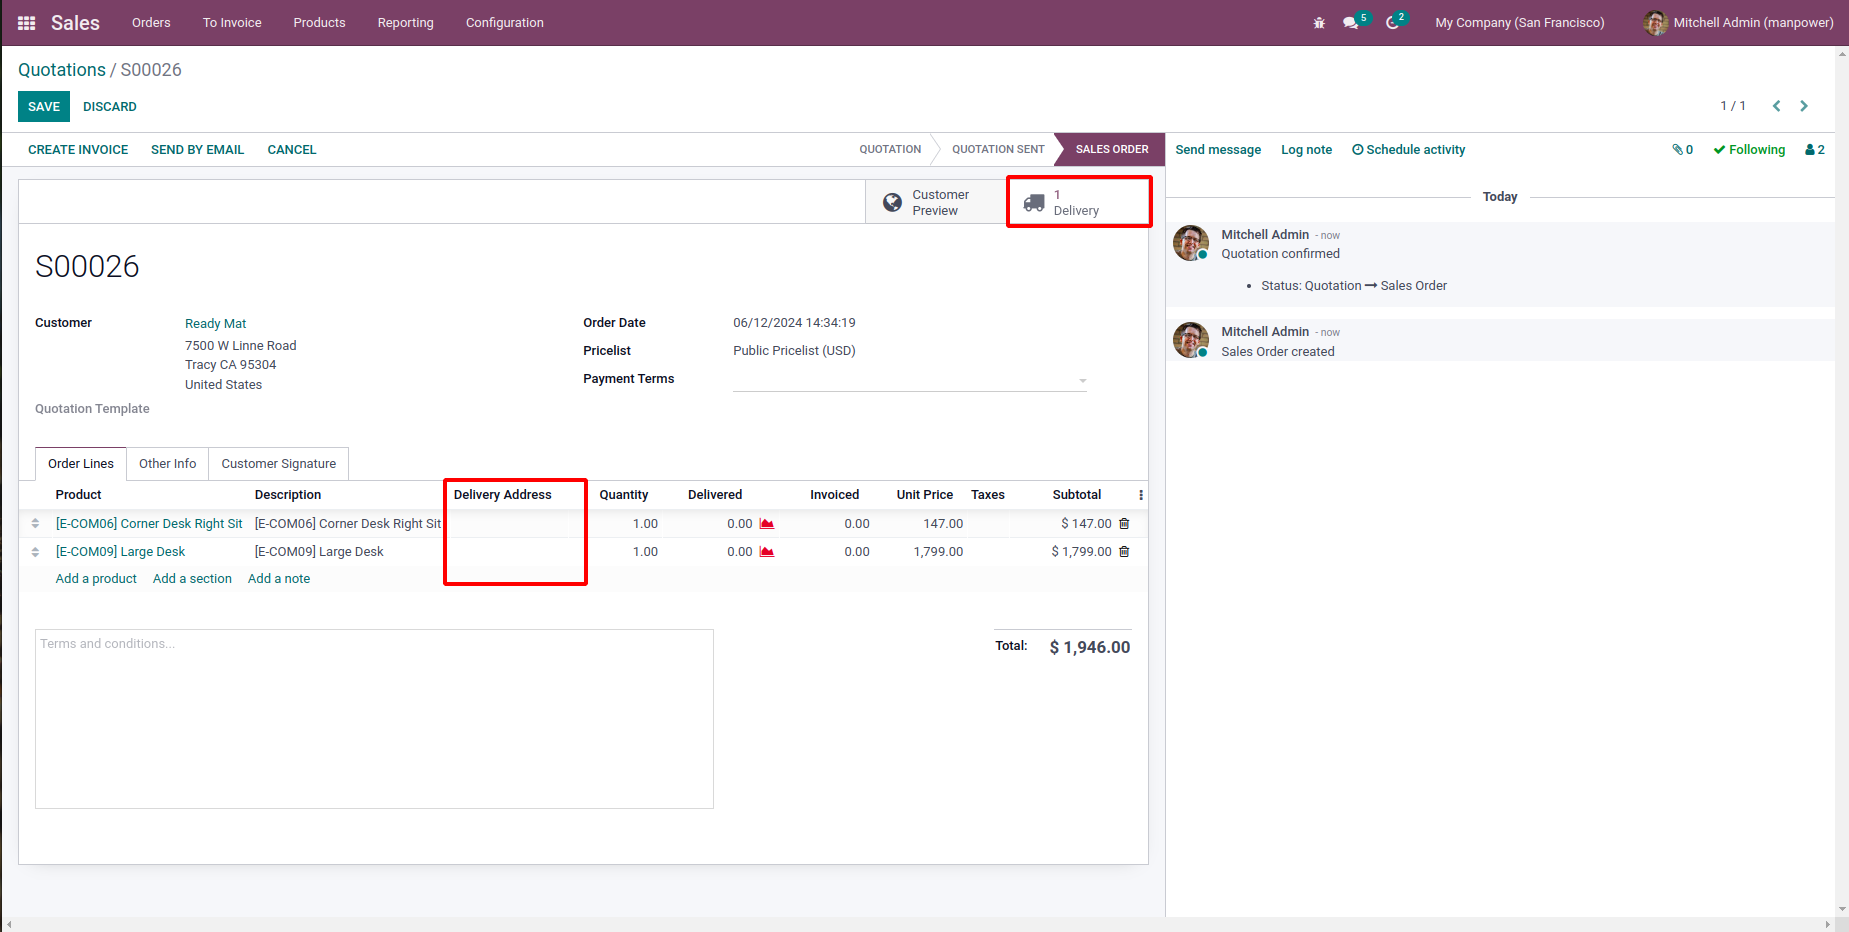 Sales Orders To Invoice Products Reporting Configuration 5 2 My Company (San Francisco) Mitchell Admin (manpower)
Quotations / S00026
SAVE DISCARD 1 / 1
CREATE INVOICE SEND BY EMAIL CANCEL QUOTATION QUOTATION SENT SALES ORDER
Customer Preview
1 Delivery
S00026
Customer Ready Mat
7500 W Linne Road
Tracy CA 95304
United States
Quotation Template
Order Date 06/12/2024 14:34:19
Pricelist Public Pricelist (USD)
Payment Terms
Order Lines Other Info Customer Signature
Product Description Delivery Address Quantity Delivered Invoiced Unit Price Taxes Subtotal
[E-COM06] Corner Desk Right Sit [E-COM06] Corner Desk Right Sit 1.00 0.00 0.00 147.00 $ 147.00
[E-COM09] Large Desk [E-COM09] Large Desk 1.00 0.00 0.00 1,799.00 $ 1,799.00
Add a product Add a section Add a note
Terms and conditions...
Total: $ 1,946.00
Send message Log note Schedule activity 0 Following 2
Today
Mitchell Admin - now
Quotation confirmed
• Status: Quotation → Sales Order
Mitchell Admin - now
Sales Order created